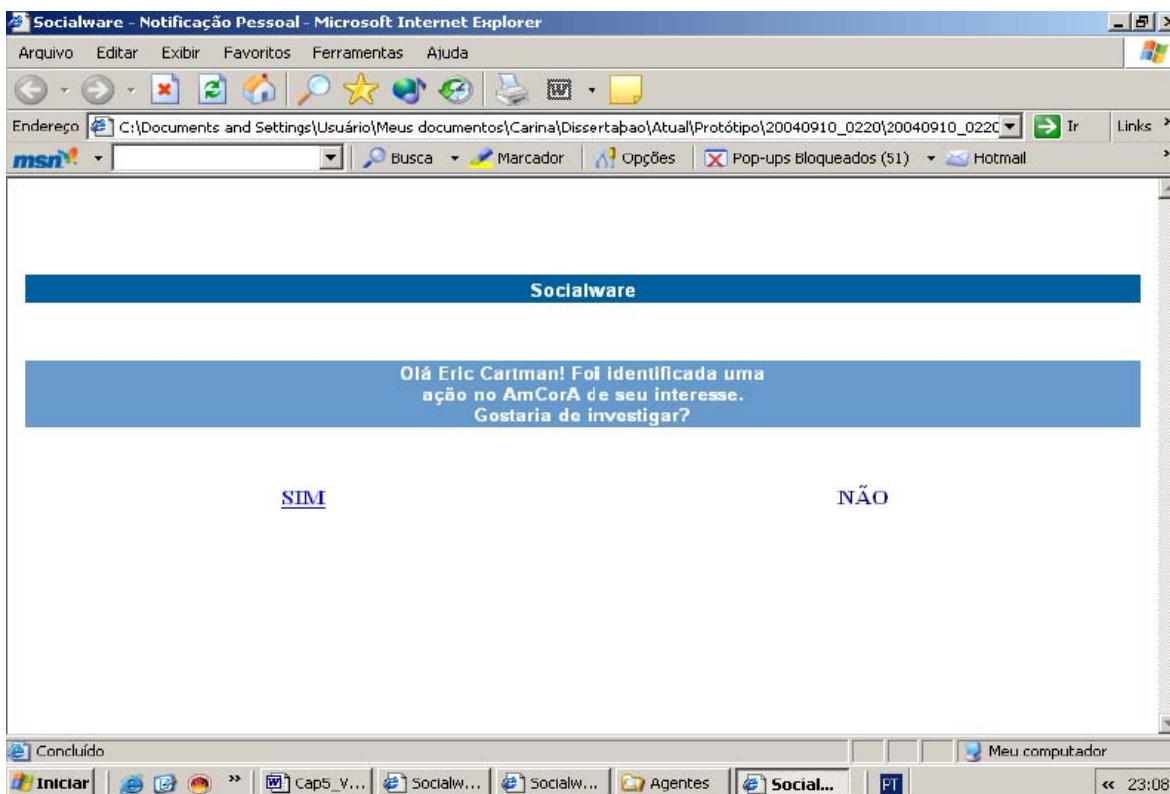 Socialware - Notificação Pessoal - Microsoft Internet Explorer
Arquivo Editar Exibir Favoritos Ferramentas Ajuda
Endereço C:\Documents and Settings\Usuário\Meus documentos\Carina\Dissertaþao\Atual\Protótipo\20040910_0220\20040910_0220 Ir Links »
msn Busca Marcador Opções Pop-ups Bloqueados (51) Hotmail »
Socialware
Olá Eric Cartman! Foi identificada uma
ação no AmCorA de seu interesse.
Gostaria de investigar?
SIM NÃO
Concluído Meu computador
Iniciar » Cap5_V... Socialw... Socialw... Agentes Social... PT « 23:08